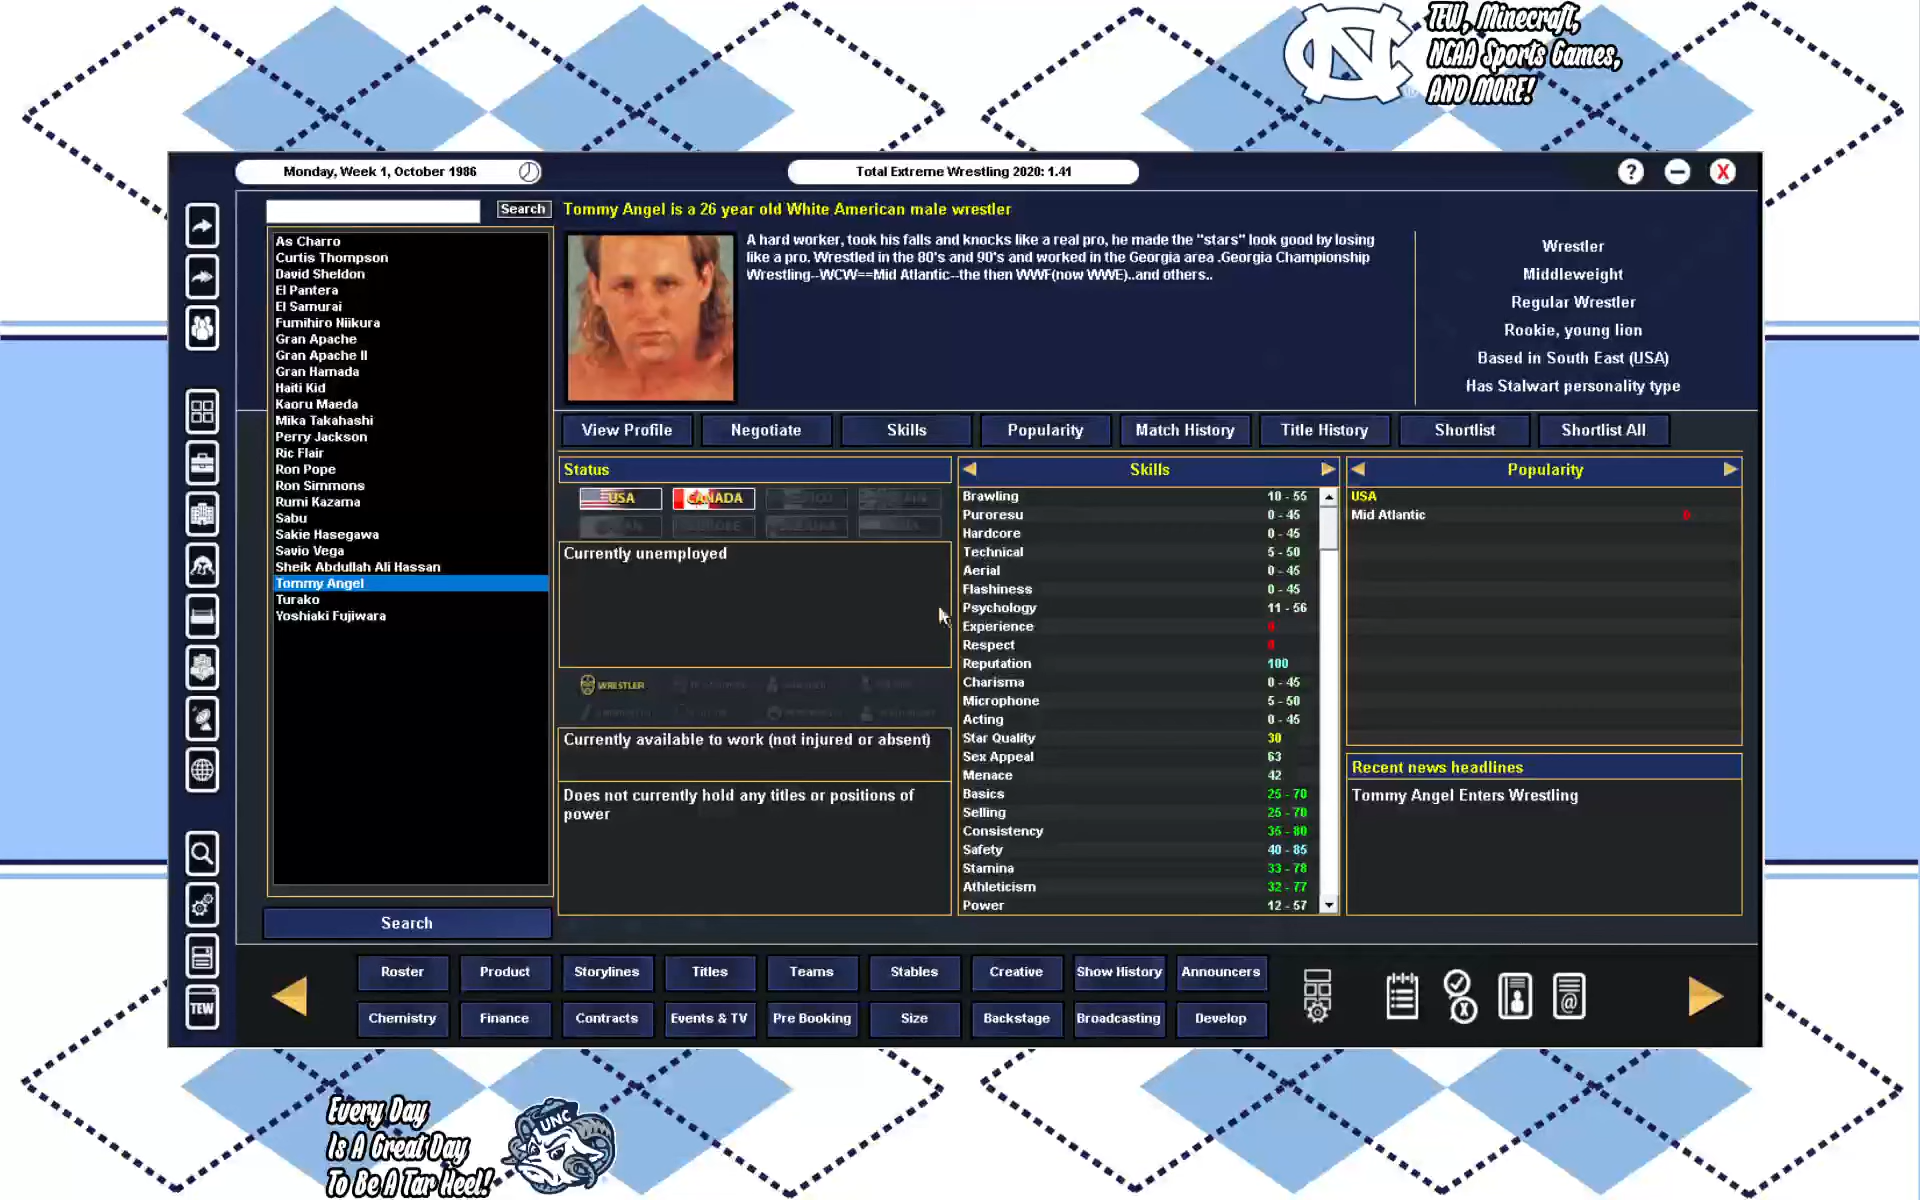 TEW, Minecraft,
NCAA Sports Games,
AND MORE!
NC
Monday, Week 1, October 1986
Total Extreme Wrestling 2020: 1.41
?
X
Search
Tommy Angel is a 26 year old White American male wrestler
As Charro
Curtis Thompson
David Sheldon
El Pantera
El Samurai
Fumihiro Niikura
Gran Apache
Gran Apache II
Gran Hamada
Haiti Kid
Kaoru Maeda
Mika Takahashi
Perry Jackson
Ric Flair
Ron Pope
Ron Simmons
Rumi Kazama
Sabu
Sakie Hasegawa
Savio Vega
Sheik Abdullah Ali Hassan
Tommy Angel
Turako
Yoshiaki Fujiwara
Search
A hard worker, took his falls and knocks like a real pro, he made the "stars" look good by losing
like a pro. Wrestled in the 80's and 90's and worked in the Georgia area .Georgia Championship
Wrestling--WCW==Mid Atlantic--the then WWF(now WWE)..and others..
Wrestler
Middleweight
Regular Wrestler
Rookie, young lion
Based in South East (USA)
Has Stalwart personality type
View Profile
Negotiate
Skills
Popularity
Match History
Title History
Shortlist
Shortlist All
Status
USA
CANADA
Currently unemployed
WRESTLER
Currently available to work (not injured or absent)
Does not currently hold any titles or positions of
power
Skills
Brawling 10 - 55
Puroresu 0 - 45
Hardcore 0 - 45
Technical 5 - 50
Aerial 0 - 45
Flashiness 0 - 45
Psychology 11 - 56
Experience 0
Respect 0
Reputation 100
Charisma 0 - 45
Microphone 5 - 50
Acting 0 - 45
Star Quality 30
Sex Appeal 63
Menace 42
Basics 25 - 70
Selling 25 - 70
Consistency 35 - 80
Safety 40 - 85
Stamina 33 - 78
Athleticism 32 - 77
Power 12 - 57
Popularity
USA
Mid Atlantic 0
Recent news headlines
Tommy Angel Enters Wrestling
Roster
Product
Storylines
Titles
Teams
Stables
Creative
Show History
Announcers
Chemistry
Finance
Contracts
Events & TV
Pre Booking
Size
Backstage
Broadcasting
Develop
TEW
@
Every Day
Is A Great Day
To Be A Tar Heel!
UNC